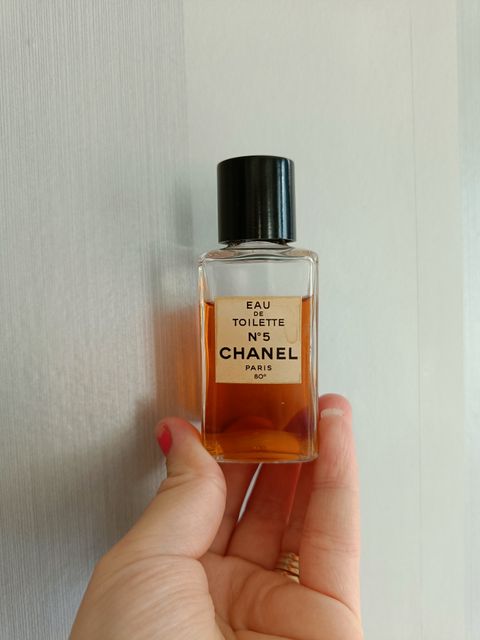 EAU
DE
TOILETTE
N°5
CHANEL
PARIS
80°